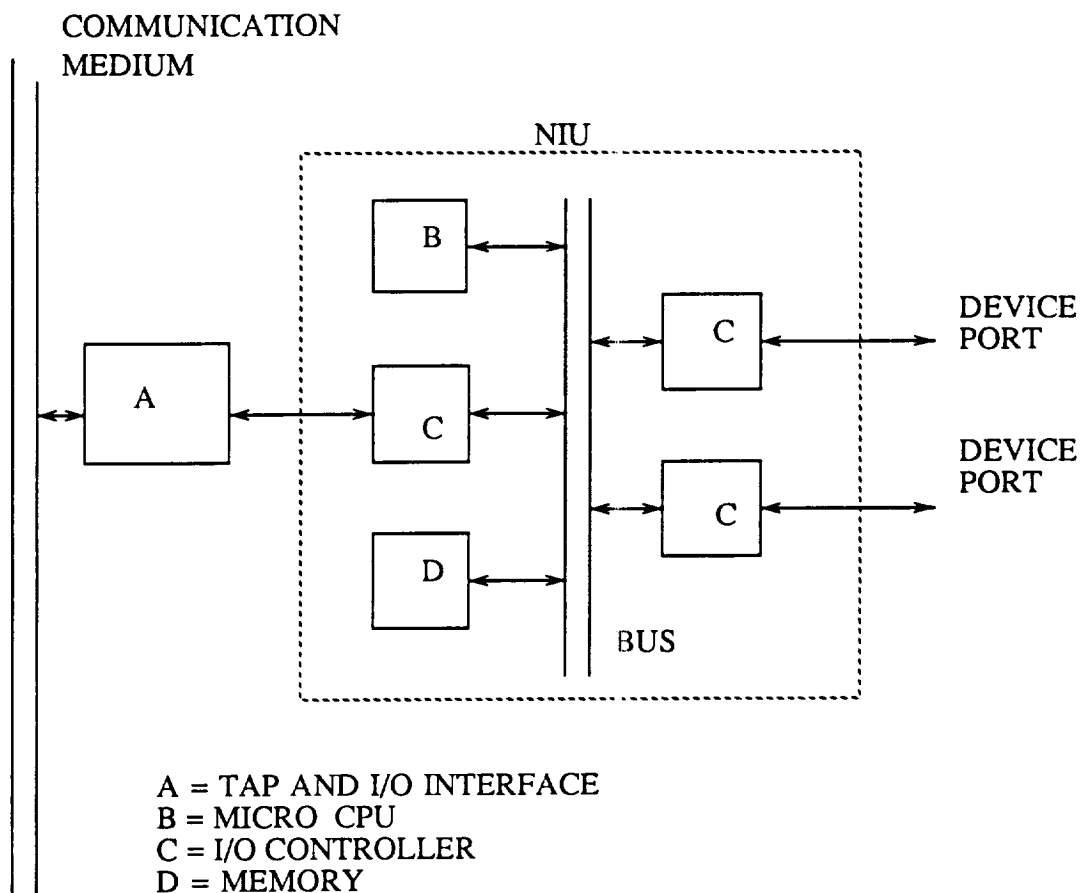 COMMUNICATION
MEDIUM
NIU
B
C
DEVICE
PORT
A
C
DEVICE
PORT
C
D
BUS
A = TAP AND I/O INTERFACE
B = MICRO CPU
C = I/O CONTROLLER
D = MEMORY